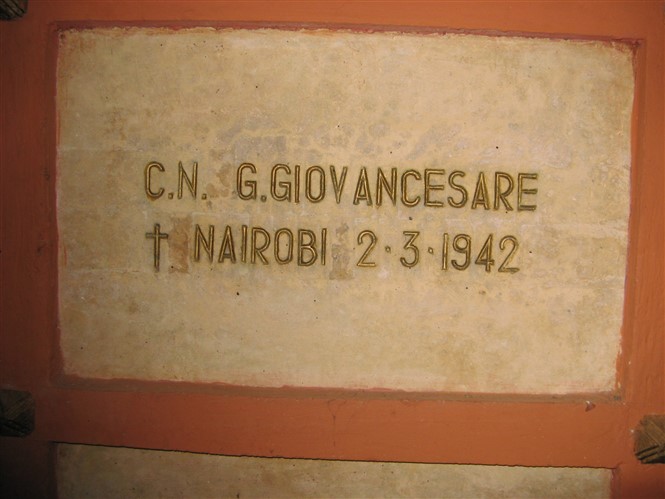 C.N. G.GIOVANCESARE
† NAIROBI 2·3·1942